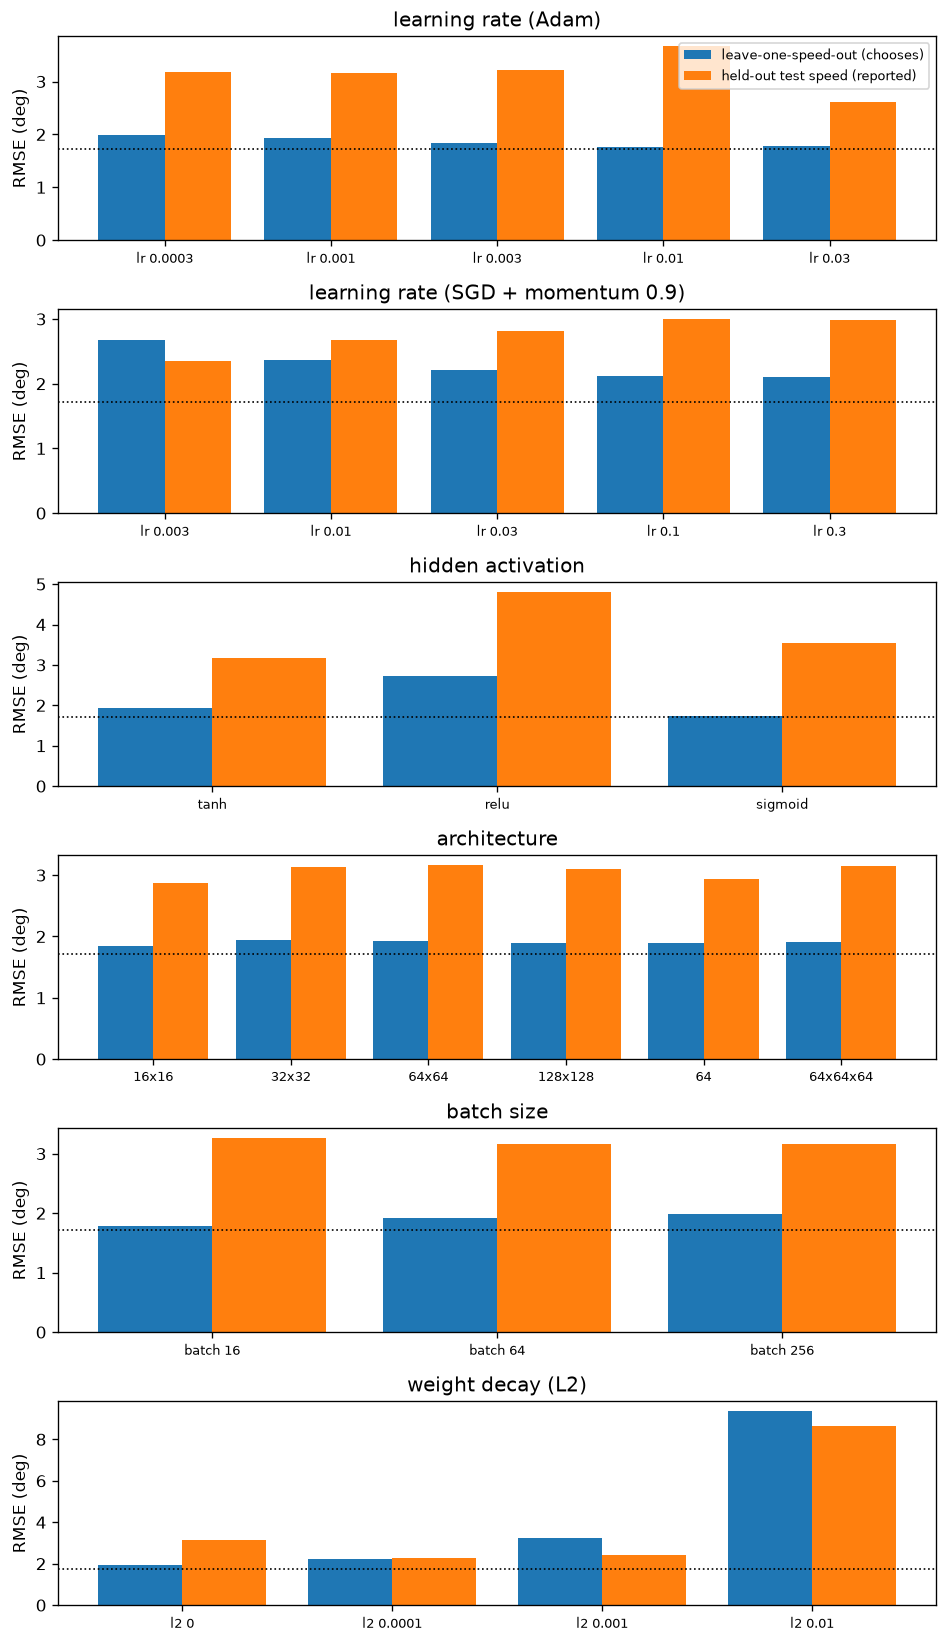 learning rate (Adam)
leave-one-speed-out (chooses)
held-out test speed (reported)
RMSE (deg)
3
2
1
0
lr 0.0003 lr 0.001 lr 0.003 lr 0.01 lr 0.03
learning rate (SGD + momentum 0.9)
RMSE (deg)
3
2
1
0
lr 0.003 lr 0.01 lr 0.03 lr 0.1 lr 0.3
hidden activation
RMSE (deg)
5
4
3
2
1
0
tanh relu sigmoid
architecture
RMSE (deg)
3
2
1
0
16x16 32x32 64x64 128x128 64 64x64x64
batch size
RMSE (deg)
3
2
1
0
batch 16 batch 64 batch 256
weight decay (L2)
RMSE (deg)
8
6
4
2
0
l2 0 l2 0.0001 l2 0.001 l2 0.01